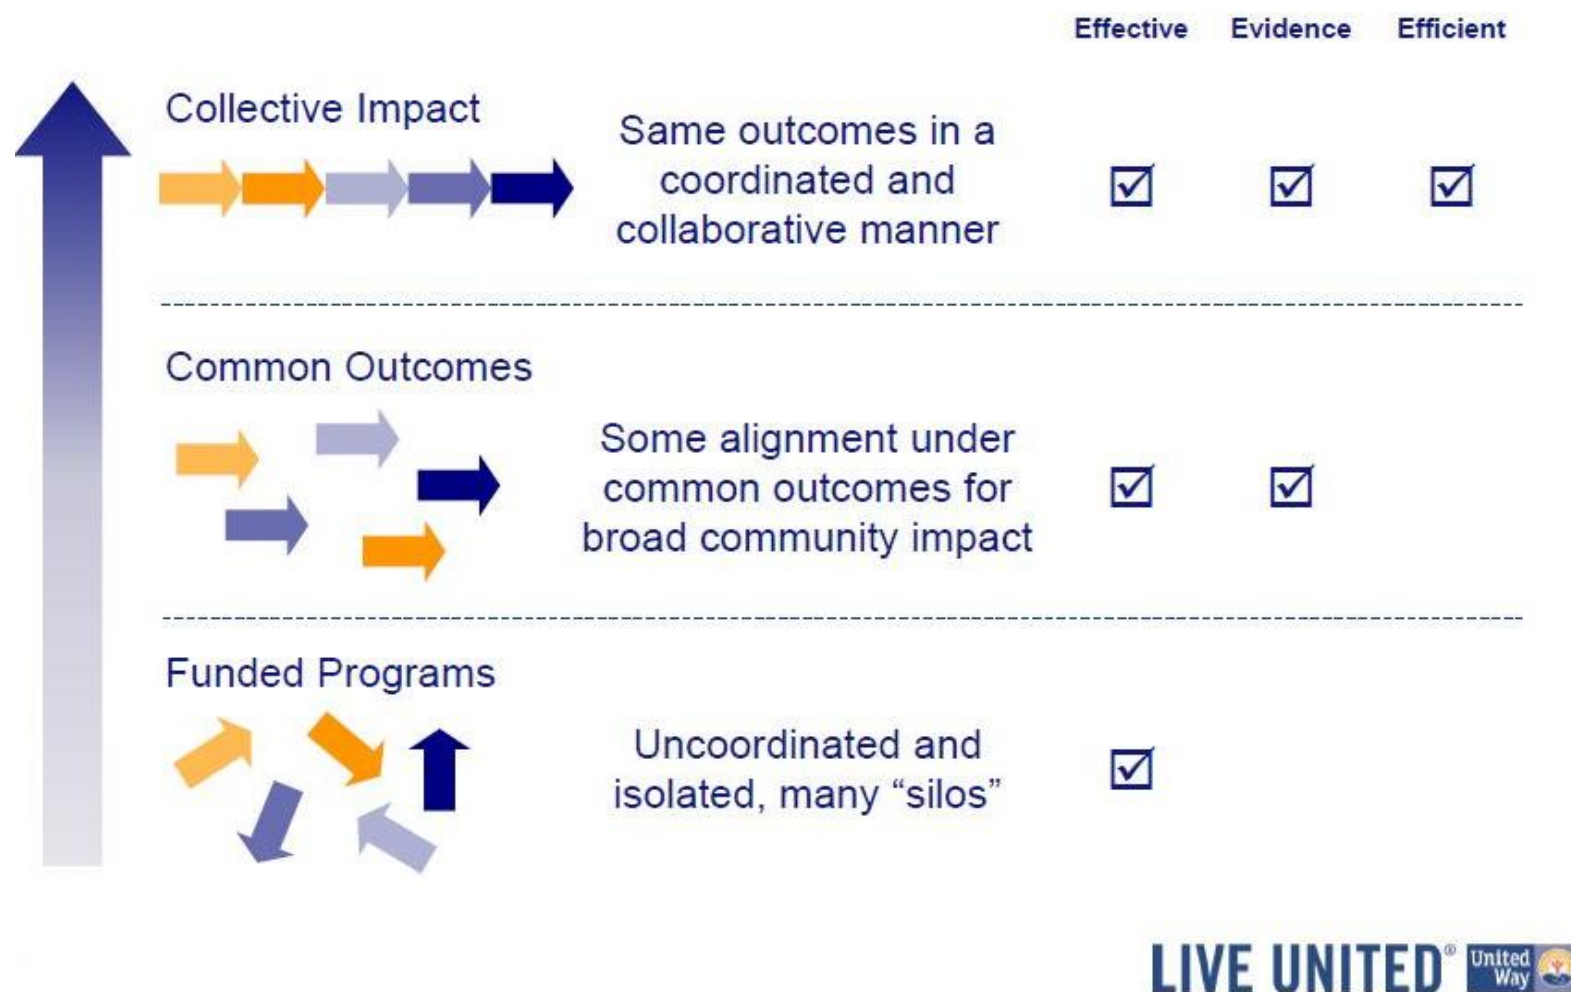 Effective Evidence Efficient
Collective Impact
Same outcomes in a
coordinated and
collaborative manner
Common Outcomes
Some alignment under
common outcomes for
broad community impact
Funded Programs
Uncoordinated and
isolated, many “silos”
LIVE UNITED®
United
Way